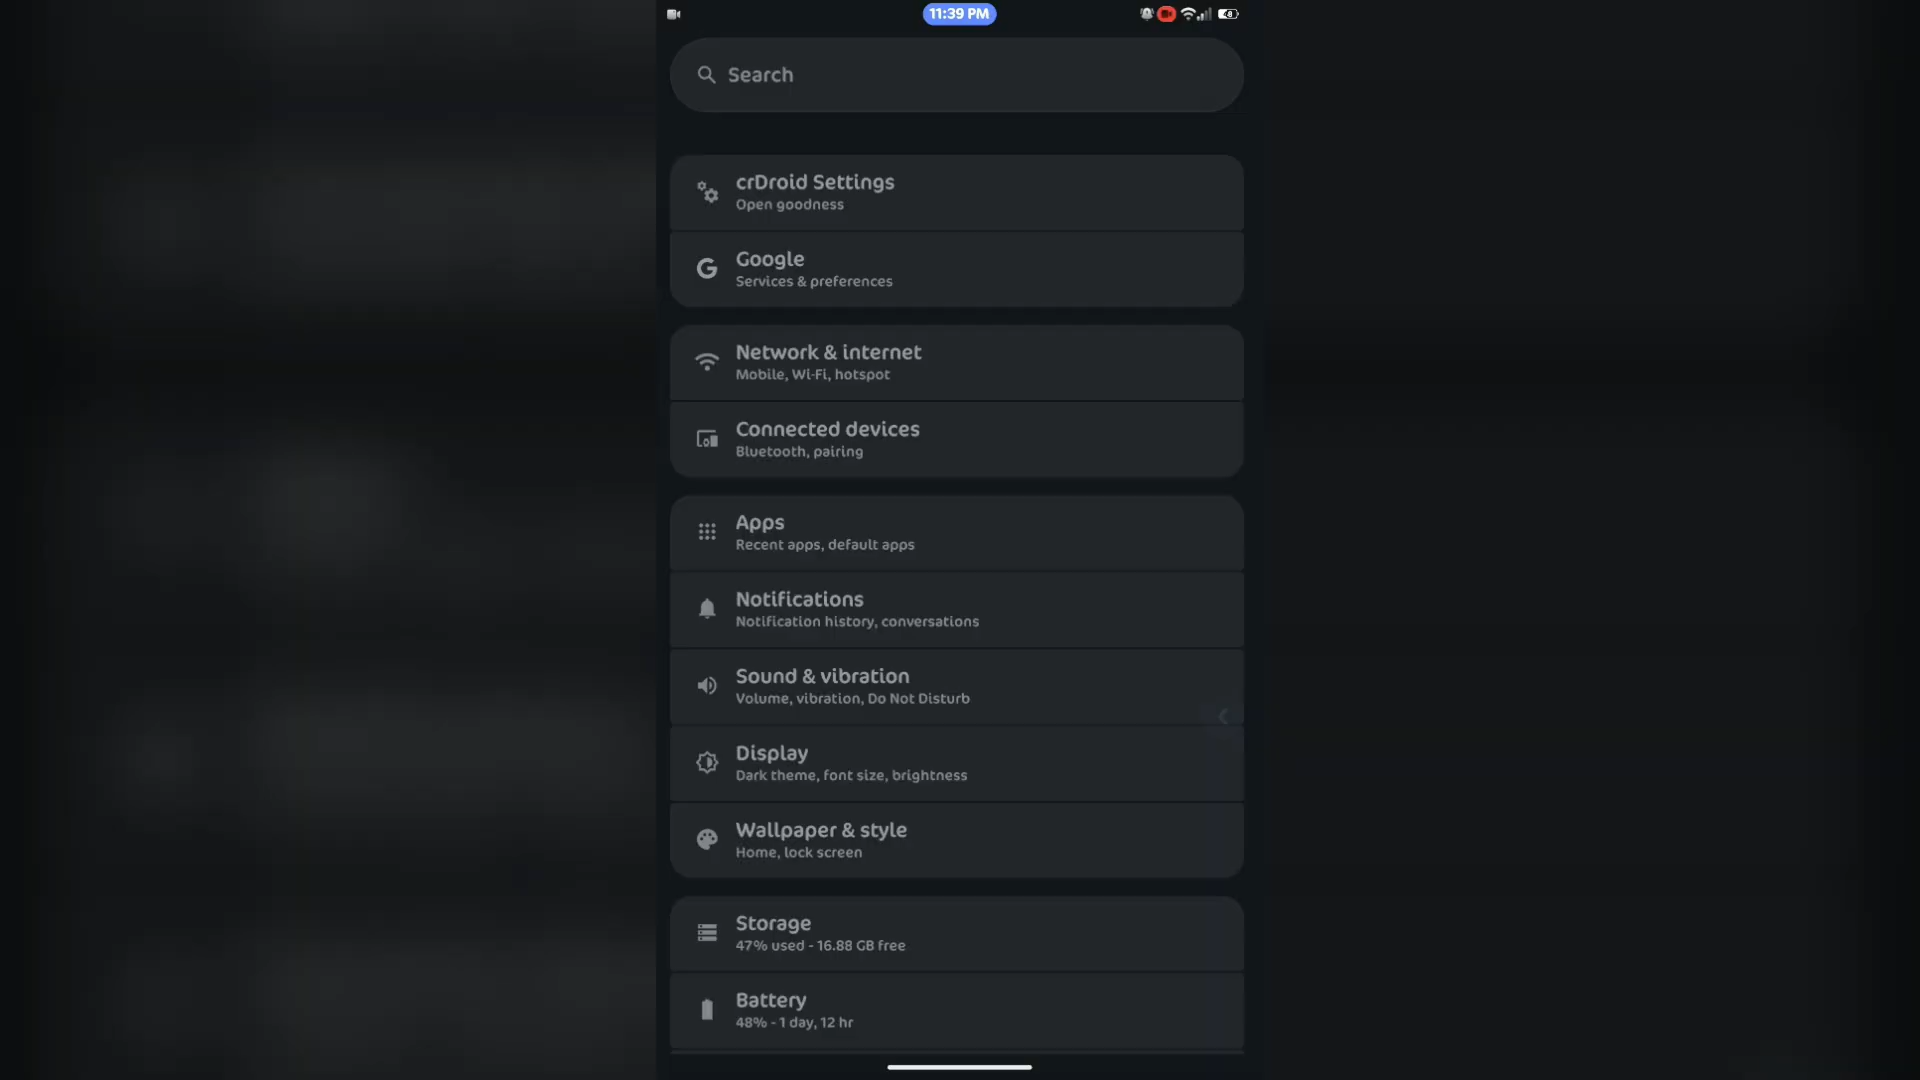 11:39 PM
Search
crDroid Settings
Open goodness
Google
Services & preferences
Network & internet
Mobile, Wi-Fi, hotspot
Connected devices
Bluetooth, pairing
Apps
Recent apps, default apps
Notifications
Notification history, conversations
Sound & vibration
Volume, vibration, Do Not Disturb
Display
Dark theme, font size, brightness
Wallpaper & style
Home, lock screen
Storage
47% used - 16.88 GB free
Battery
48% - 1 day, 12 hr